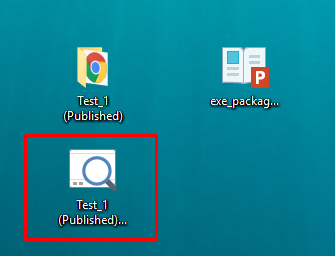 Test_1
(Published)
exe_packag...
P
Test_1
(Published)...